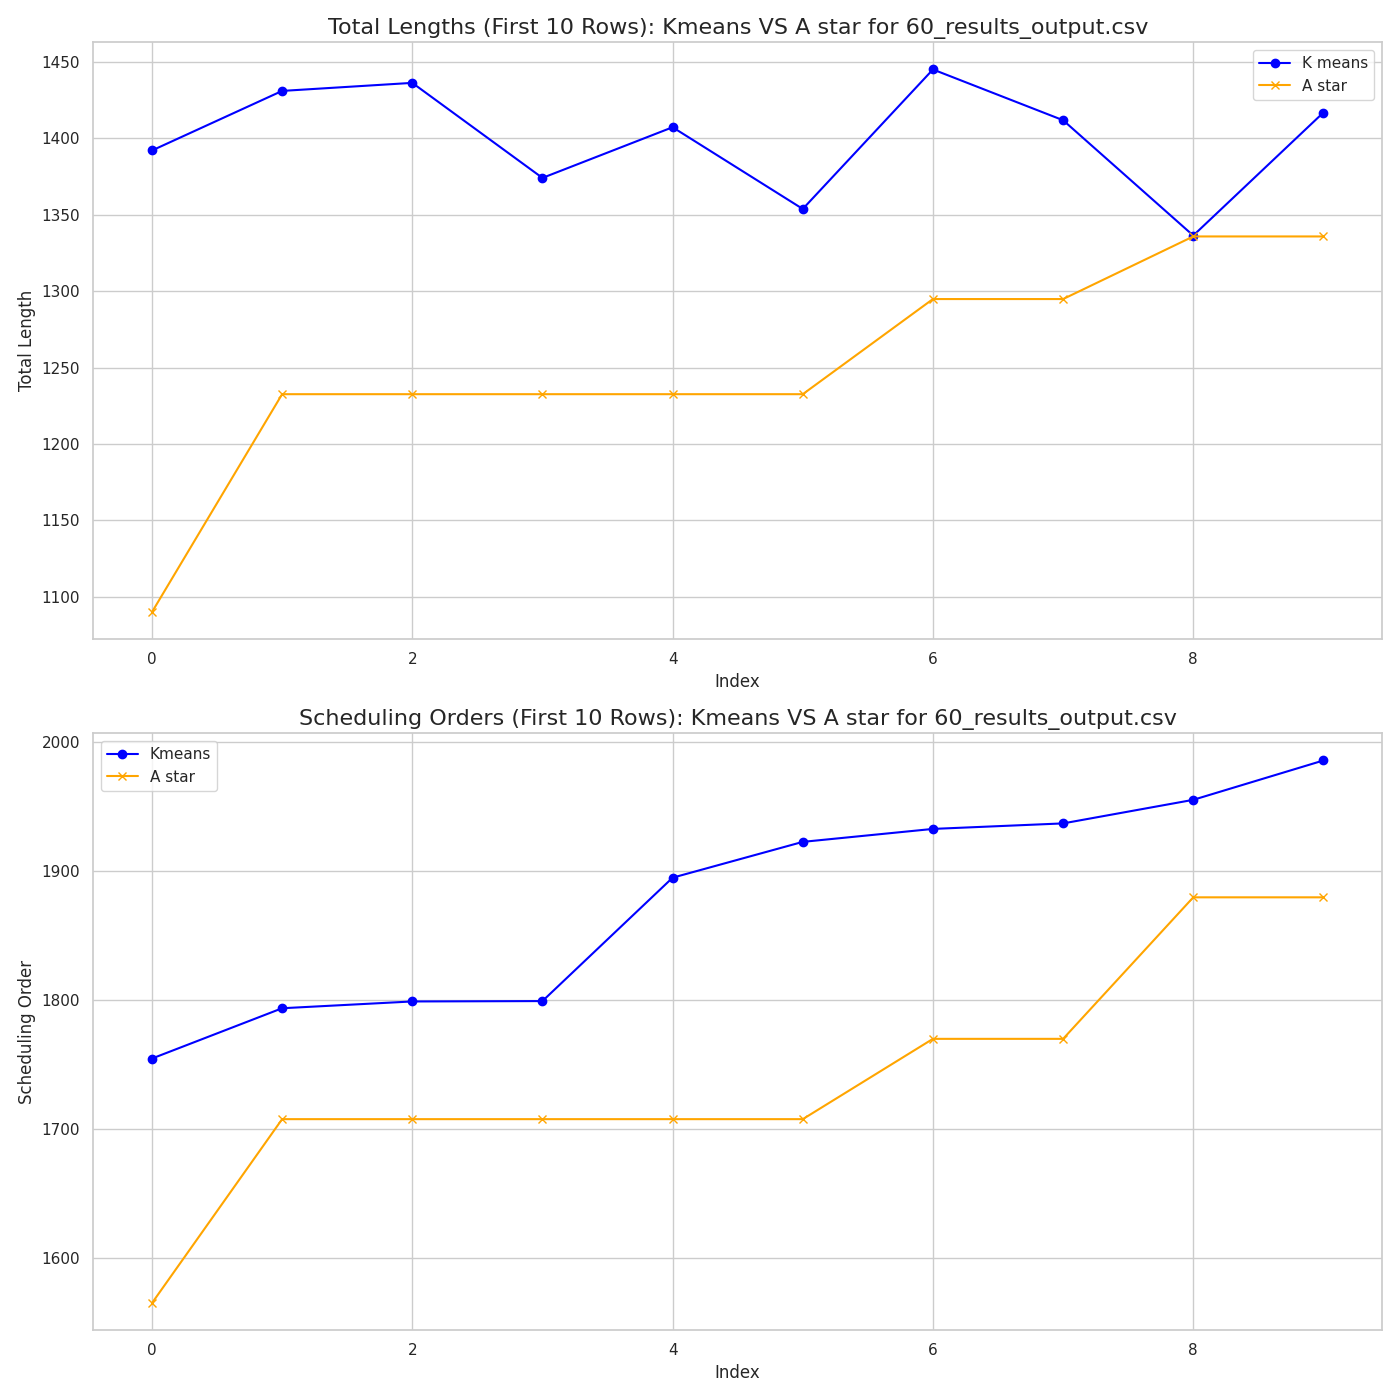 Total Lengths (First 10 Rows): Kmeans VS A star for 60_results_output.csv
K means
A star
1450
1400
1350
1300
1250
1200
1150
1100
Total Length
0 2 4 6 8
Index
Scheduling Orders (First 10 Rows): Kmeans VS A star for 60_results_output.csv
Kmeans
A star
2000
1900
1800
1700
1600
Scheduling Order
0 2 4 6 8
Index